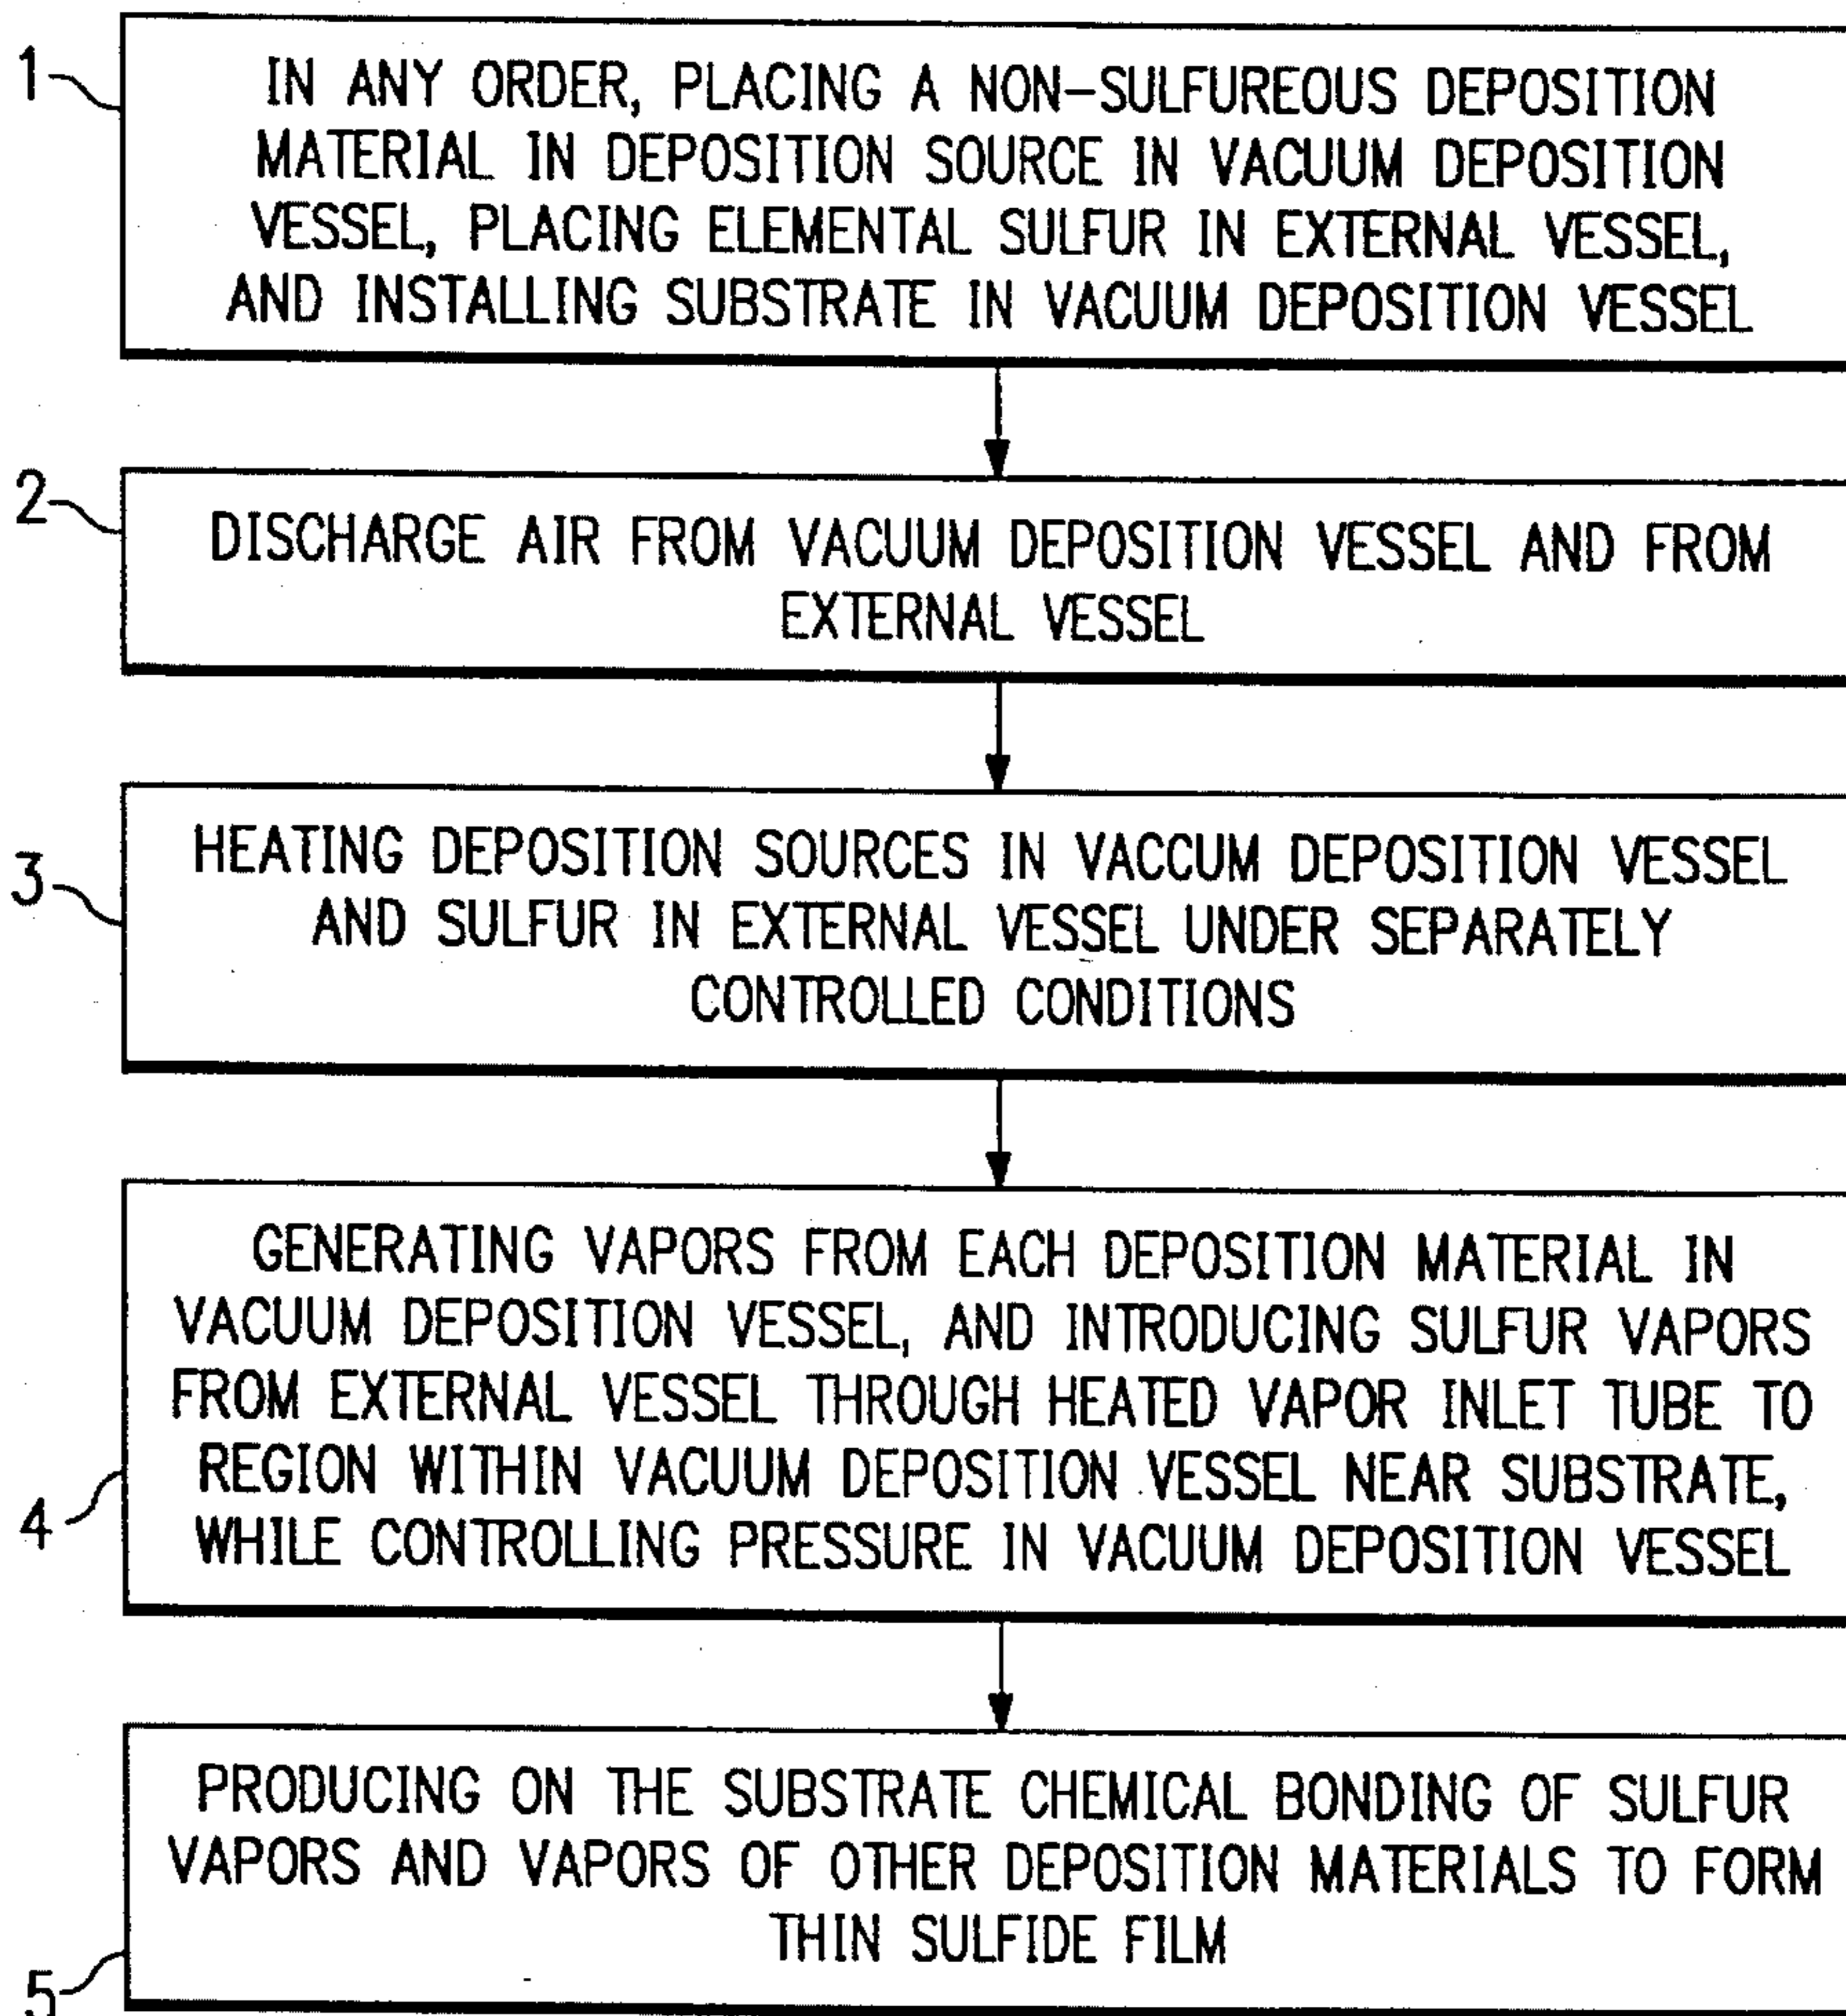 1
IN ANY ORDER, PLACING A NON-SULFUREOUS DEPOSITION
MATERIAL IN DEPOSITION SOURCE IN VACUUM DEPOSITION
VESSEL, PLACING ELEMENTAL SULFUR IN EXTERNAL VESSEL,
AND INSTALLING SUBSTRATE IN VACUUM DEPOSITION VESSEL
2
DISCHARGE AIR FROM VACUUM DEPOSITION VESSEL AND FROM
EXTERNAL VESSEL
3
HEATING DEPOSITION SOURCES IN VACCUM DEPOSITION VESSEL
AND SULFUR IN EXTERNAL VESSEL UNDER SEPARATELY
CONTROLLED CONDITIONS
4
GENERATING VAPORS FROM EACH DEPOSITION MATERIAL IN
VACUUM DEPOSITION VESSEL, AND INTRODUCING SULFUR VAPORS
FROM EXTERNAL VESSEL THROUGH HEATED VAPOR INLET TUBE TO
REGION WITHIN VACUUM DEPOSITION VESSEL NEAR SUBSTRATE,
WHILE CONTROLLING PRESSURE IN VACUUM DEPOSITION VESSEL
5
PRODUCING ON THE SUBSTRATE CHEMICAL BONDING OF SULFUR
VAPORS AND VAPORS OF OTHER DEPOSITION MATERIALS TO FORM
THIN SULFIDE FILM